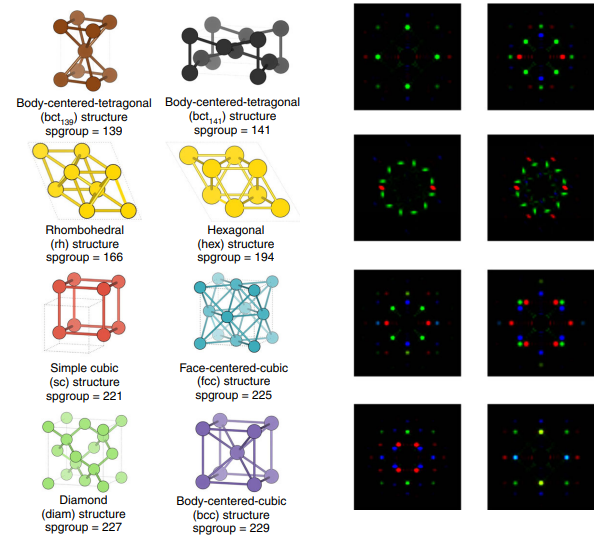 Body-centered-tetragonal
(bct139) structure
spgroup = 139
Body-centered-tetragonal
(bct141) structure
spgroup = 141
Rhombohedral
(rh) structure
spgroup = 166
Hexagonal
(hex) structure
spgroup = 194
Simple cubic
(sc) structure
spgroup = 221
Face-centered-cubic
(fcc) structure
spgroup = 225
Diamond
(diam) structure
spgroup = 227
Body-centered-cubic
(bcc) structure
spgroup = 229